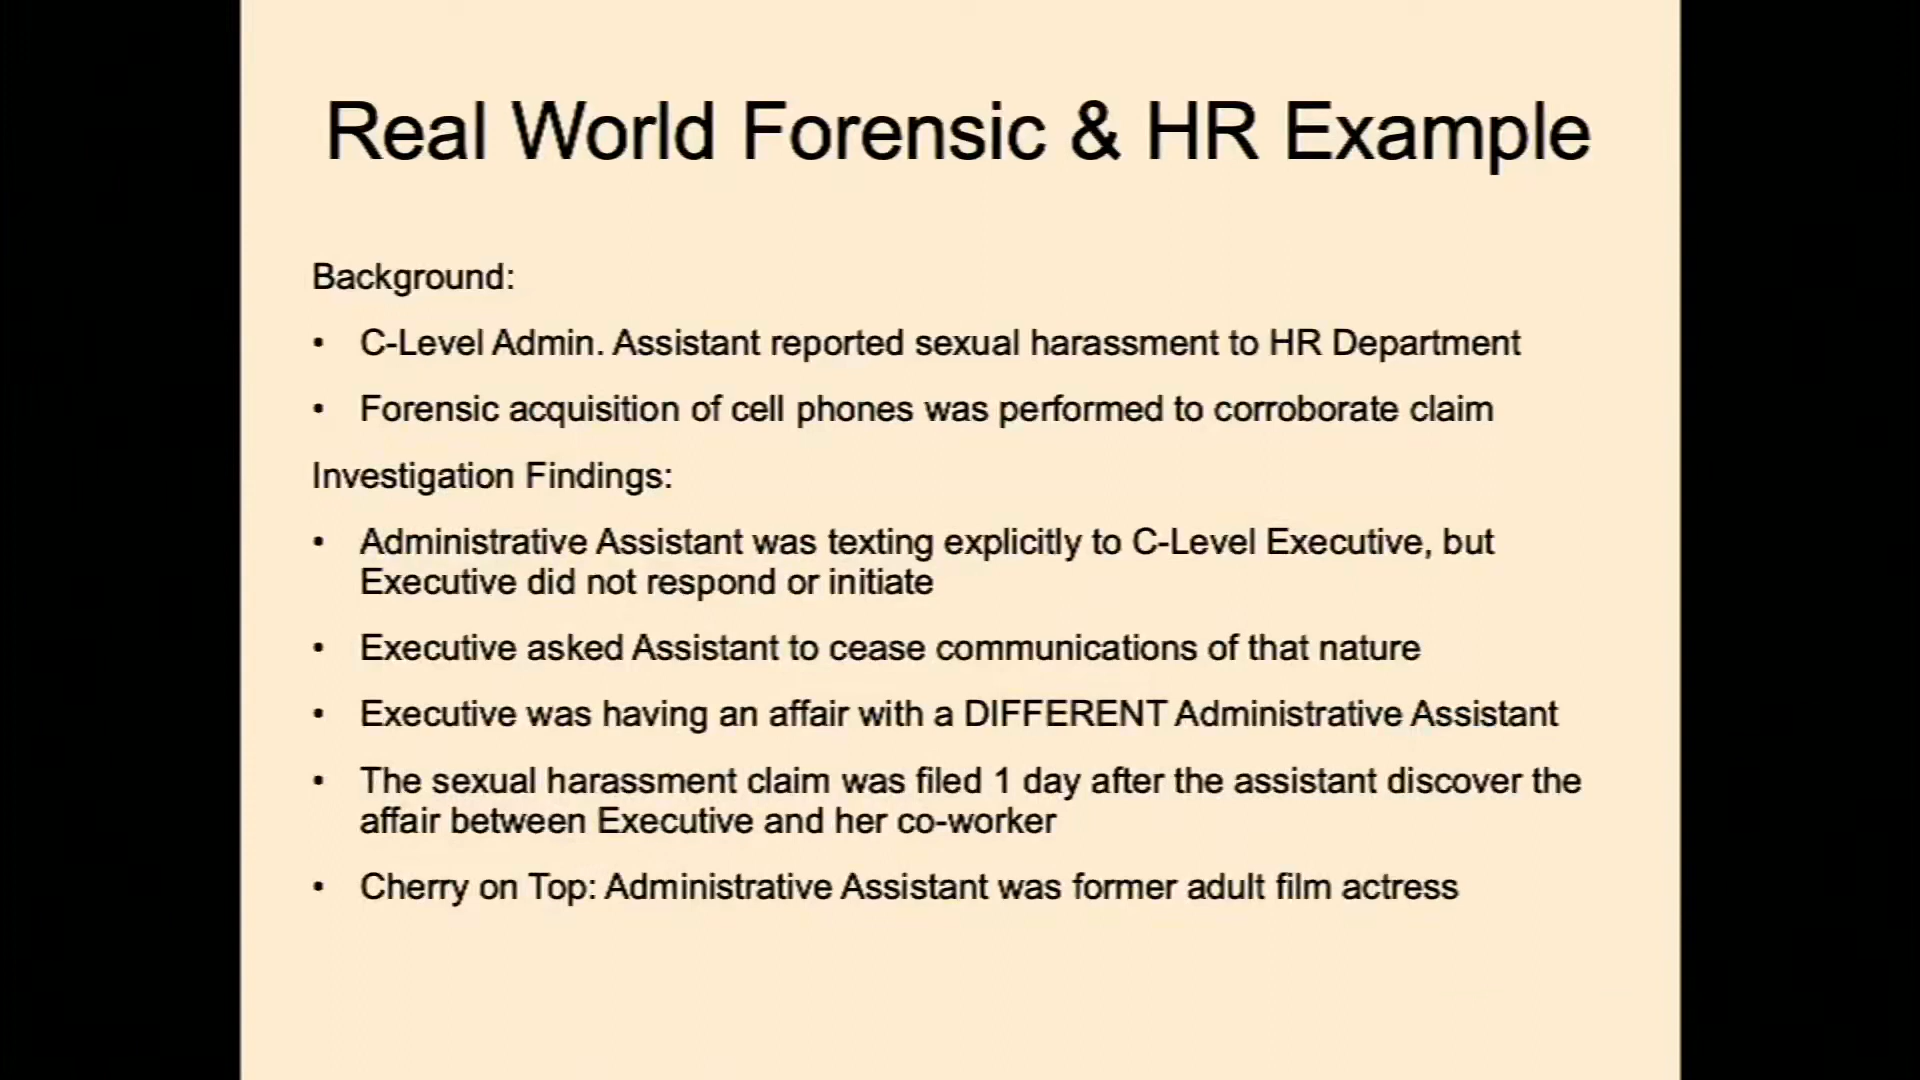 Real World Forensic & HR Example
Background:
• C-Level Admin. Assistant reported sexual harassment to HR Department
• Forensic acquisition of cell phones was performed to corroborate claim
Investigation Findings:
• Administrative Assistant was texting explicitly to C-Level Executive, but
Executive did not respond or initiate
• Executive asked Assistant to cease communications of that nature
• Executive was having an affair with a DIFFERENT Administrative Assistant
• The sexual harassment claim was filed 1 day after the assistant discover the
affair between Executive and her co-worker
• Cherry on Top: Administrative Assistant was former adult film actress